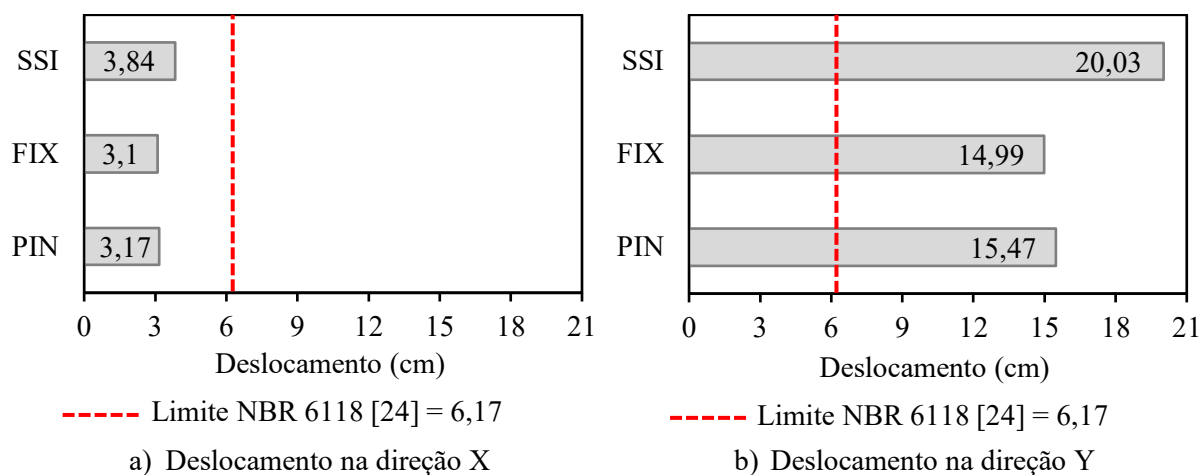 SSI
3,84
FIX
3,1
PIN
3,17
0 3 6 9 12 15 18 21
Deslocamento (cm)
Limite NBR 6118 [24] = 6,17
a) Deslocamento na direção X
SSI
20,03
FIX
14,99
PIN
15,47
0 3 6 9 12 15 18 21
Deslocamento (cm)
Limite NBR 6118 [24] = 6,17
b) Deslocamento na direção Y